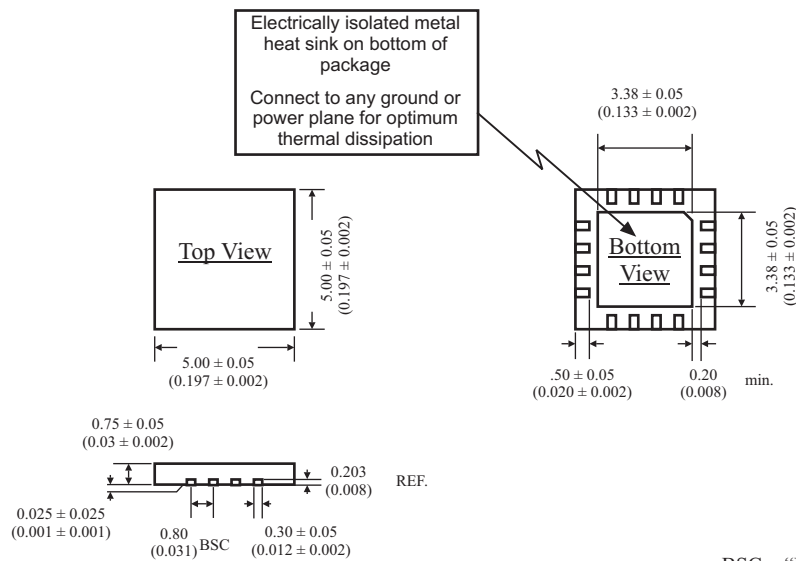 Electrically isolated metal
heat sink on bottom of
package
Connect to any ground or
power plane for optimum
thermal dissipation
3.38 ± 0.05
(0.133 ± 0.002)
Top View
5.00 ± 0.05
(0.197 ± 0.002)
Bottom
View
3.38 ± 0.05
(0.133 ± 0.002)
5.00 ± 0.05
(0.197 ± 0.002)
.50 ± 0.05
(0.020 ± 0.002)
0.20
(0.008)
min.
0.75 ± 0.05
(0.03 ± 0.002)
0.203
(0.008)
REF.
0.025 ± 0.025
(0.001 ± 0.001)
0.80
(0.031)
BSC
0.30 ± 0.05
(0.012 ± 0.002)